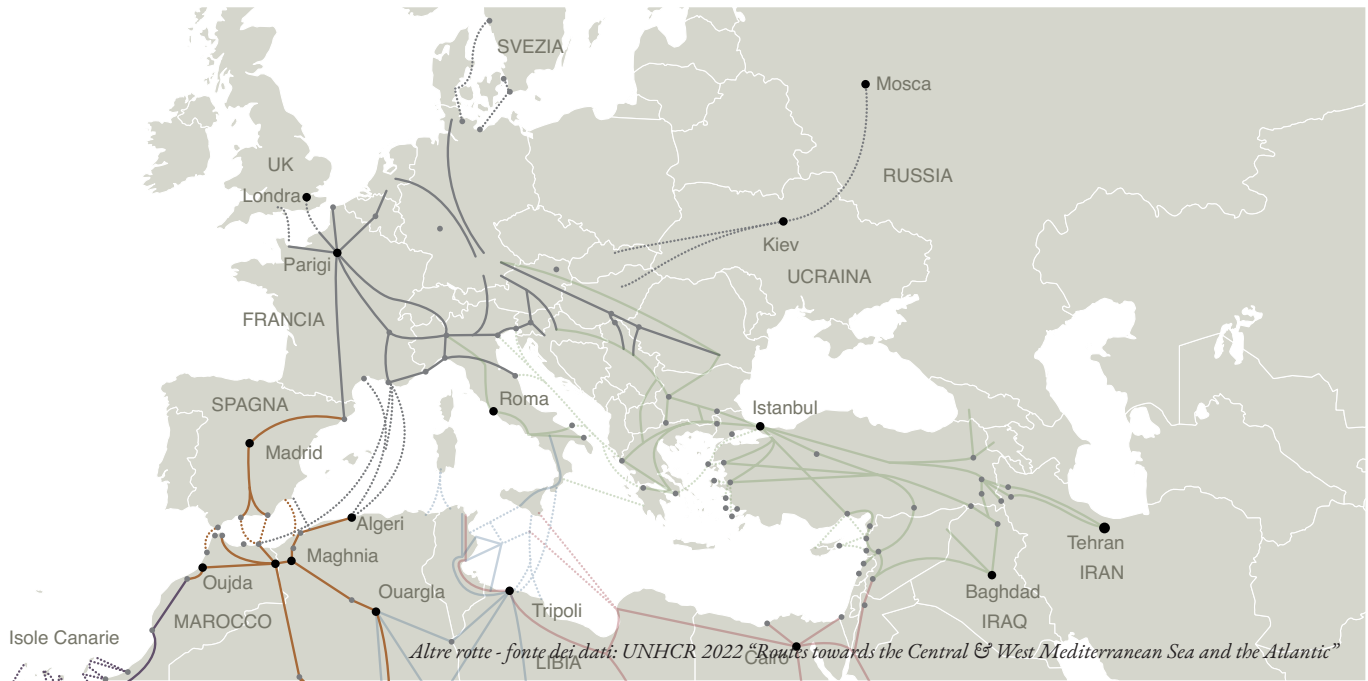 SVEZIA
Mosca
UK
RUSSIA
Londra
Kiev
Parigi
UCRAINA
FRANCIA
Roma
Istanbul
SPAGNA
Madrid
Algeri
Tehran
Maghnia
IRAN
Oujda
Ouargla
Baghdad
Tripoli
MAROCCO
IRAQ
Isole Canarie
Altre rotte - fonte dei dati: UNHCR 2022 “Routes towards the Central & West Mediterranean Sea and the Atlantic”
Cairo
LIBIA